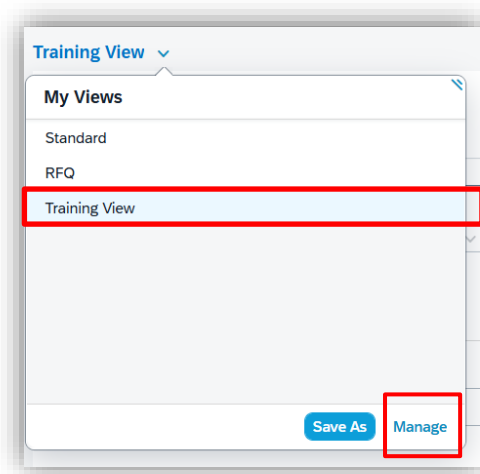 Training View
My Views
Standard
RFQ
Training View
Save As Manage